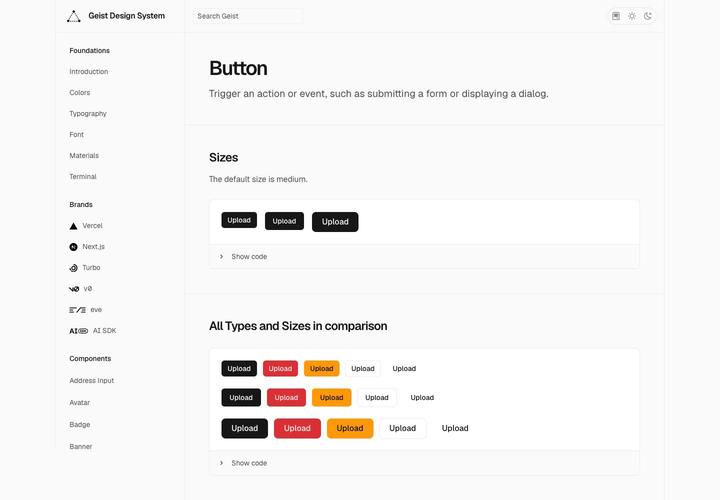 Geist Design System
Search Geist
Foundations
Introduction
Colors
Typography
Font
Materials
Terminal
Brands
Vercel
Next.js
Turbo
v0
eve
AI SDK
Components
Address Input
Avatar
Badge
Banner
Button
Trigger an action or event, such as submitting a form or displaying a dialog.
Sizes
The default size is medium.
Upload Upload Upload
Show code
All Types and Sizes in comparison
Upload Upload Upload Upload Upload
Upload Upload Upload Upload Upload
Upload Upload Upload Upload Upload
Show code